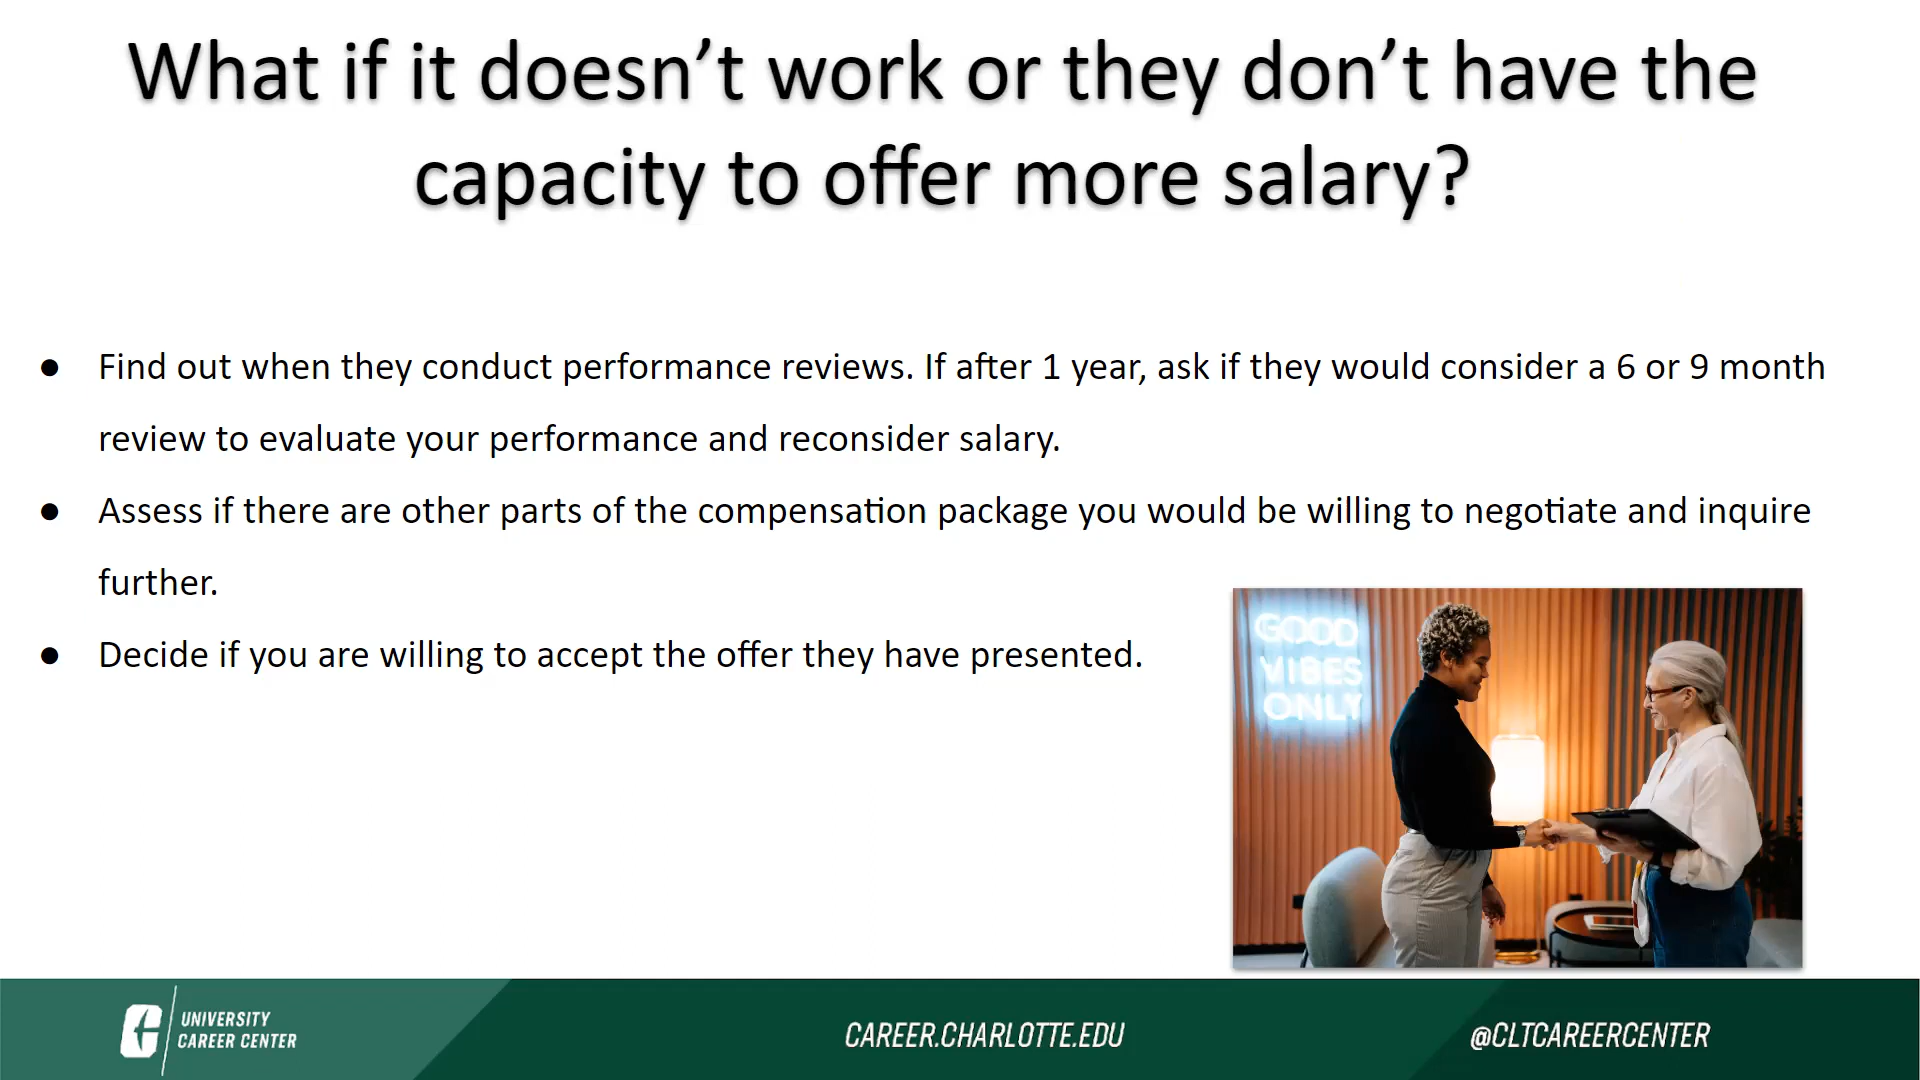 What if it doesn’t work or they don’t have the
capacity to offer more salary?
● Find out when they conduct performance reviews. If after 1 year, ask if they would consider a 6 or 9 month
review to evaluate your performance and reconsider salary.
● Assess if there are other parts of the compensation package you would be willing to negotiate and inquire
further.
● Decide if you are willing to accept the offer they have presented.
GOOD
VIBES
ONLY
UNIVERSITY
CAREER CENTER
CAREER.CHARLOTTE.EDU
@CLTCAREERCENTER